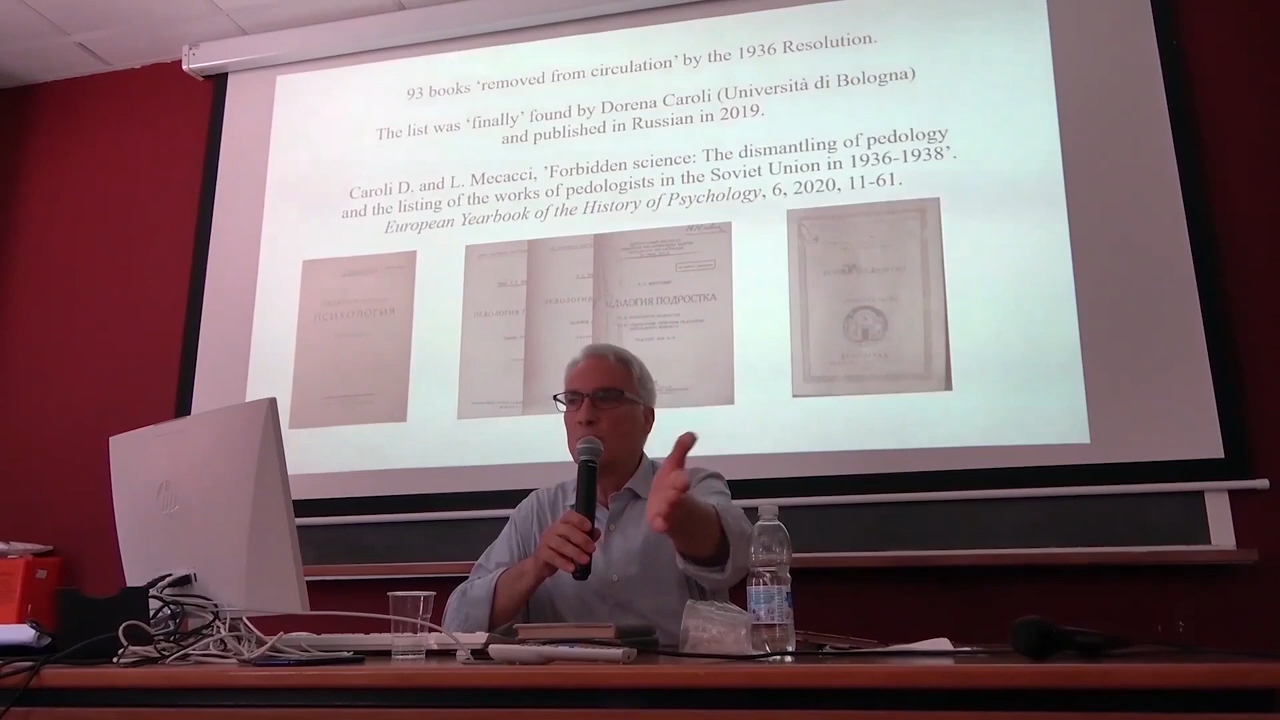 93 books ‘removed from circulation’ by the 1936 Resolution.
The list was ‘finally’ found by Dorena Caroli (Università di Bologna)
and published in Russian in 2019.
Caroli D. and L. Mecacci, ’Forbidden science: The dismantling of pedology
and the listing of the works of pedologists in the Soviet Union in 1936-1938’.
European Yearbook of the History of Psychology, 6, 2020, 11-61.
ПСИХОЛОГИЯ
ПЕДОЛОГИЯ
ПОДРОСТКА
hp